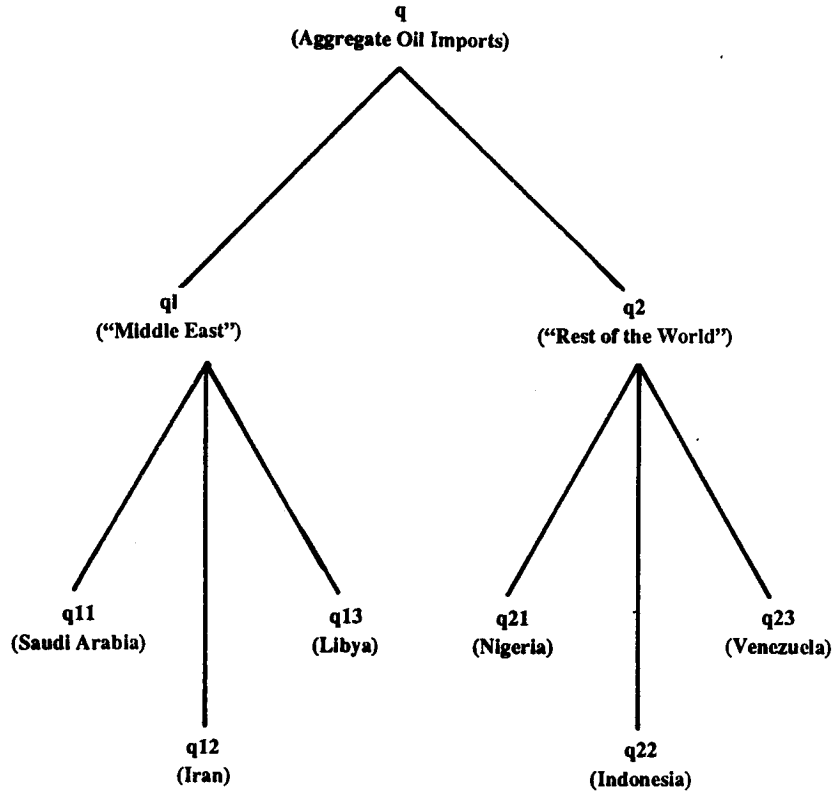 q
(Aggregate Oil Imports)
q1
("Middle East")
q2
("Rest of the World")
q11
(Saudi Arabia)
q13
(Libya)
q21
(Nigeria)
q23
(Venezuela)
q12
(Iran)
q22
(Indonesia)